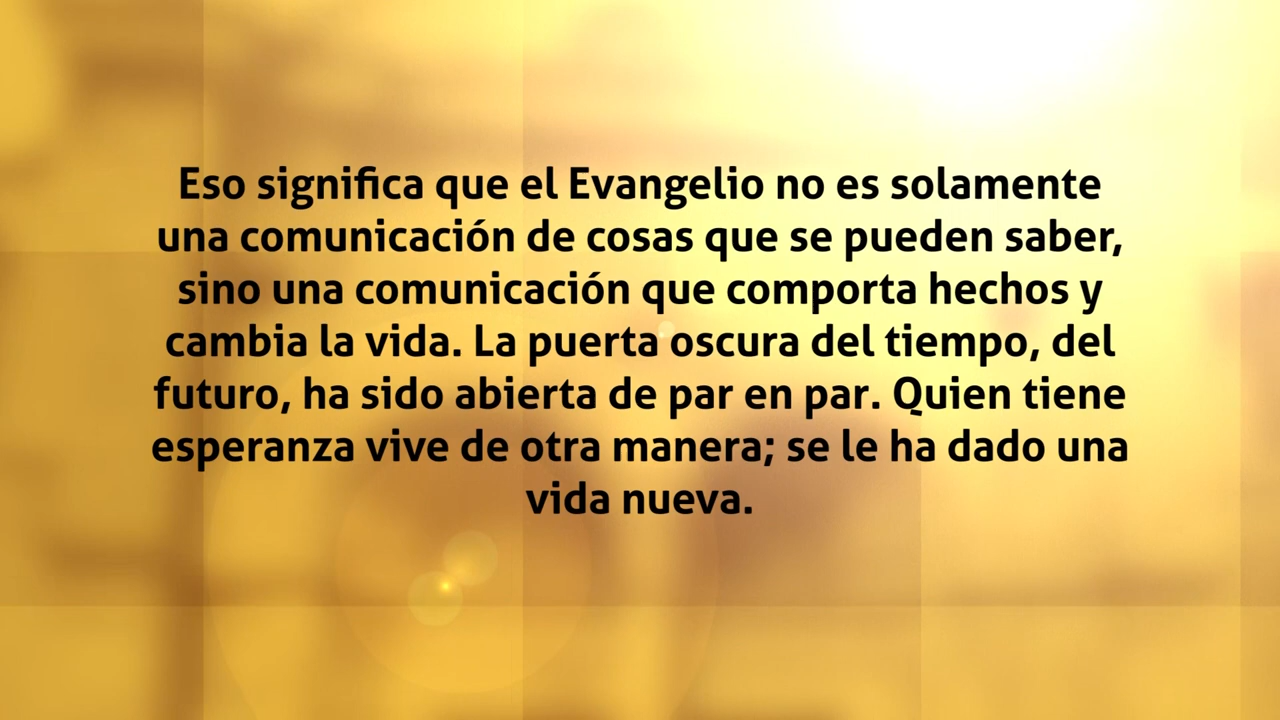 Eso significa que el Evangelio no es solamente
una comunicación de cosas que se pueden saber,
sino una comunicación que comporta hechos y
cambia la vida. La puerta oscura del tiempo, del
futuro, ha sido abierta de par en par. Quien tiene
esperanza vive de otra manera; se le ha dado una
vida nueva.